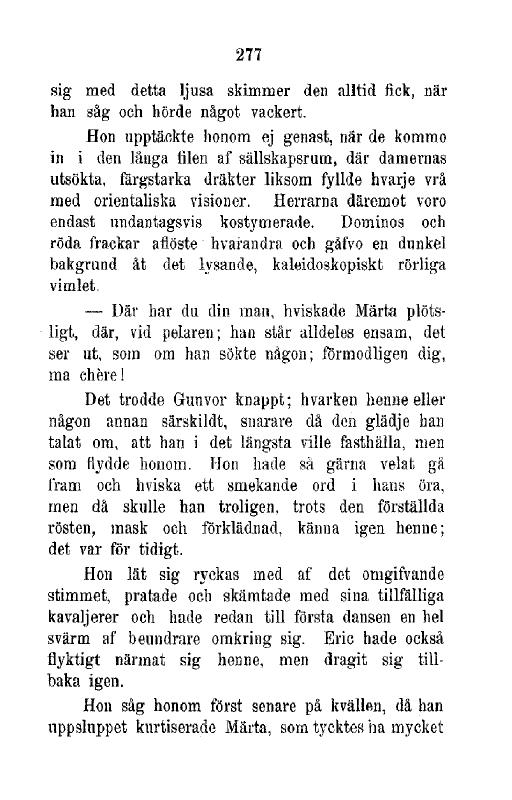 277
sig med detta ljusa skimmer den alltid fick, när
han såg och hörde något vackert.
Hon upptäckte honom ej genast, när de kommo
in i den långa filen af sällskapsrum, där damernas
utsökta, färgstarka dräkter liksom fyllde hvarje vrå
med orientaliska visioner. Herrarna däremot voro
endast undantagsvis kostymerade. Dominos och
röda frackar aflöste hvarandra och gåfvo en dunkel
bakgrund åt det lysande, kaleidoskopiskt rörliga
vimlet.
— Där har du din man, hviskade Märta plöts-
ligt, där, vid pelaren; han står alldeles ensam, det
ser ut, som om han sökte någon; förmodligen dig,
ma chère!
Det trodde Gunvor knappt; hvarken henne eller
någon annan särskildt, snarare då den glädje han
talat om, att han i det längsta ville fasthålla, men
som flydde honom. Hon hade så gärna velat gå
fram och hviska ett smekande ord i hans öra,
men då skulle han troligen, trots den förställda
rösten, mask och förklädnad, känna igen henne;
det var för tidigt.
Hon lät sig ryckas med af det omgifvande
stimmet, pratade och skämtade med sina tillfälliga
kavaljerer och hade redan till första dansen en hel
svärm af beundrare omkring sig. Eric hade också
flyktigt närmat sig henne, men dragit sig till-
baka igen.
Hon såg honom först senare på kvällen, då han
uppsluppet kurtiserade Märta, som tycktes ha mycket